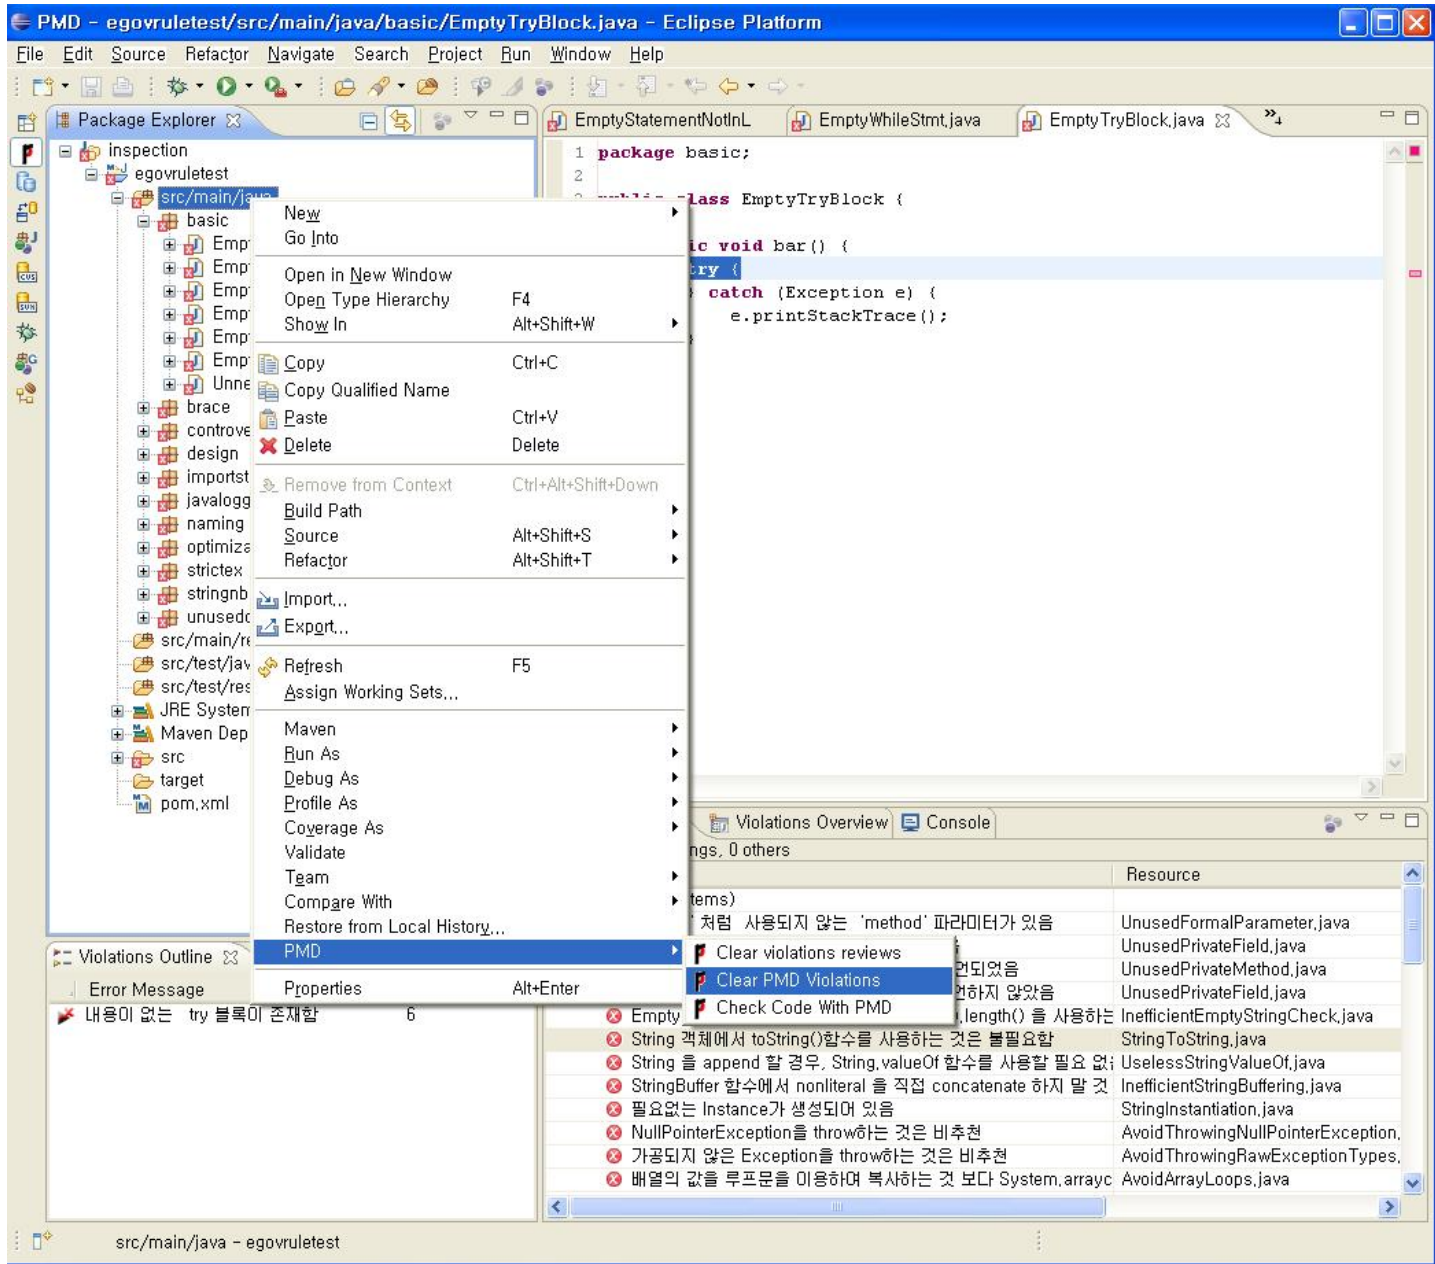 PMD - egovruletest/src/main/java/basic/EmptyTryBlock.java - Eclipse Platform
File Edit Source Refactor Navigate Search Project Run Window Help
Package Explorer
inspection
egovruletest
src/main/java
basic
Emp
Emp
Emp
Emp
Emp
Emp
Unne
brace
controve
design
importst
javalogg
naming
optimiza
strictex
stringnb
src/main/re
src/test/jav
src/test/res
JRE System
Maven Dep
src
target
pom.xml
New
Go Into
Open in New Window
Open Type Hierarchy F4
Show In Alt+Shift+W
Copy Ctrl+C
Copy Qualified Name
Paste Ctrl+V
Delete Delete
Remove from Context Ctrl+Alt+Shift+Down
Build Path
Source Alt+Shift+S
Refactor Alt+Shift+T
Import...
Export...
Refresh F5
Assign Working Sets...
Maven
Run As
Debug As
Profile As
Coverage As
Validate
Team
Compare With
Restore from Local History...
PMD
Properties Alt+Enter
Clear violations reviews
Clear PMD Violations
Check Code With PMD
EmptyStatementNotInL EmptyWhileStmt.java EmptyTryBlock.java »4
1 package basic;
2
class EmptyTryBlock {
ic void bar() {
try {
} catch (Exception e) {
e.printStackTrace();
}
Violations Outline
Error Message
내용이 없는 try 블록이 존재함 6
Violations Overview Console
ngs, 0 others
Resource
tems)
' 처럼 사용되지 않는 'method' 파라미터가 있음 UnusedFormalParameter.java
UnusedPrivateField.java
언되었음 UnusedPrivateMethod.java
언하지 않았음 UnusedPrivateField.java
Empty .length() 을 사용하는 InefficientEmptyStringCheck.java
String 객체에서 toString()함수를 사용하는 것은 불필요함 StringToString.java
String 을 append 할 경우, String.valueOf 함수를 사용할 필요 없 UselessStringValueOf.java
StringBuffer 함수에서 nonliteral 을 직접 concatenate 하지 말 것 InefficientStringBuffering.java
필요없는 Instance가 생성되어 있음 StringInstantiation.java
NullPointerException을 throw하는 것은 비추천 AvoidThrowingNullPointerException.
가공되지 않은 Exception을 throw하는 것은 비추천 AvoidThrowingRawExceptionTypes.
배열의 값을 루프문을 이용하여 복사하는 것 보다 System.arrayc AvoidArrayLoops.java
src/main/java - egovruletest